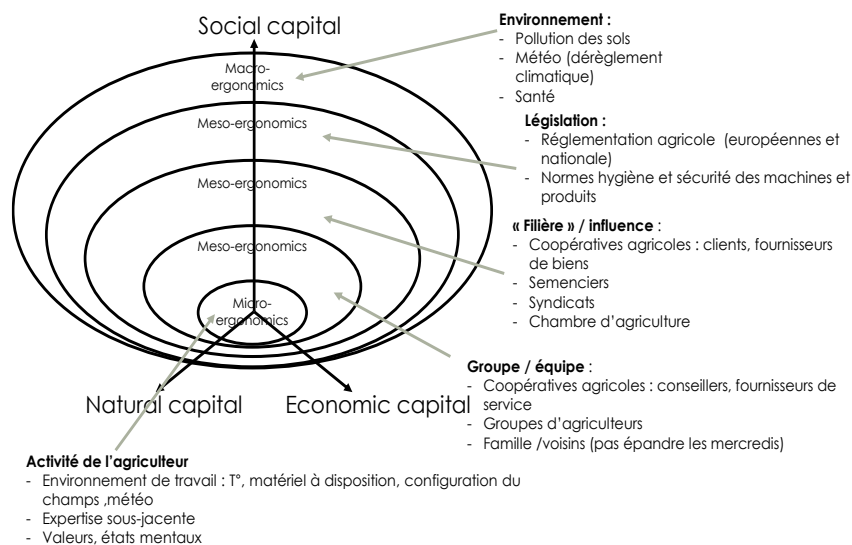 Social capital
Macro-
ergonomics
Meso-ergonomics
Meso-ergonomics
Meso-ergonomics
Micro-
ergonomics
Natural capital
Economic capital
Environnement :
- Pollution des sols
- Météo (dérèglement
climatique)
- Santé
Législation :
- Réglementation agricole (européennes et
nationale)
- Normes hygiène et sécurité des machines et
produits
« Filière » / influence :
- Coopératives agricoles : clients, fournisseurs
de biens
- Semenciers
- Syndicats
- Chambre d'agriculture
Groupe / équipe :
- Coopératives agricoles : conseillers, fournisseurs de
service
- Groupes d'agriculteurs
- Famille /voisins (pas épandre les mercredis)
Activité de l'agriculteur
- Environnement de travail : T°, matériel à disposition, configuration du
champs ,météo
- Expertise sous-jacente
- Valeurs, états mentaux